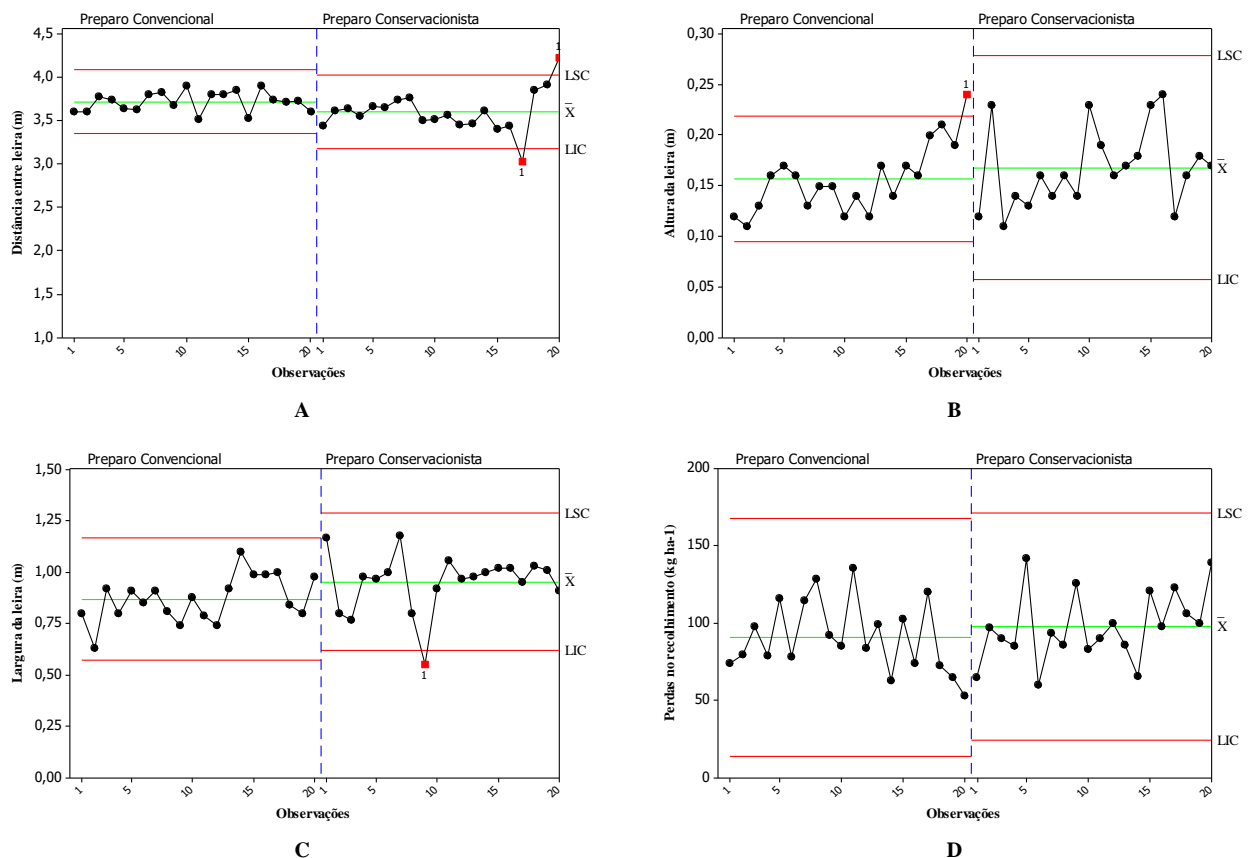 Preparo Convencional Preparo Conservacionista
4,5
4,0
3,5
3,0
2,5
2,0
1,5
1,0
Distância entre leira (m)
1
1
LSC
X̄
LIC
1 5 10 15 20 1 5 10 15 20
Observações
A
Preparo Convencional Preparo Conservacionista
0,30
0,25
0,20
0,15
0,10
0,05
0,00
Altura da leira (m)
1
LSC
X̄
LIC
1 5 10 15 20 1 5 10 15 20
Observações
B
Preparo Convencional Preparo Conservacionista
1,50
1,25
1,00
0,75
0,50
0,25
0,00
Largura da leira (m)
1
LSC
X̄
LIC
1 5 10 15 20 1 5 10 15 20
Observações
C
Preparo Convencional Preparo Conservacionista
200
150
100
50
0
Perdas no recolhimento (kg ha-1)
LSC
X̄
LIC
1 5 10 15 20 1 5 10 15 20
Observações
D